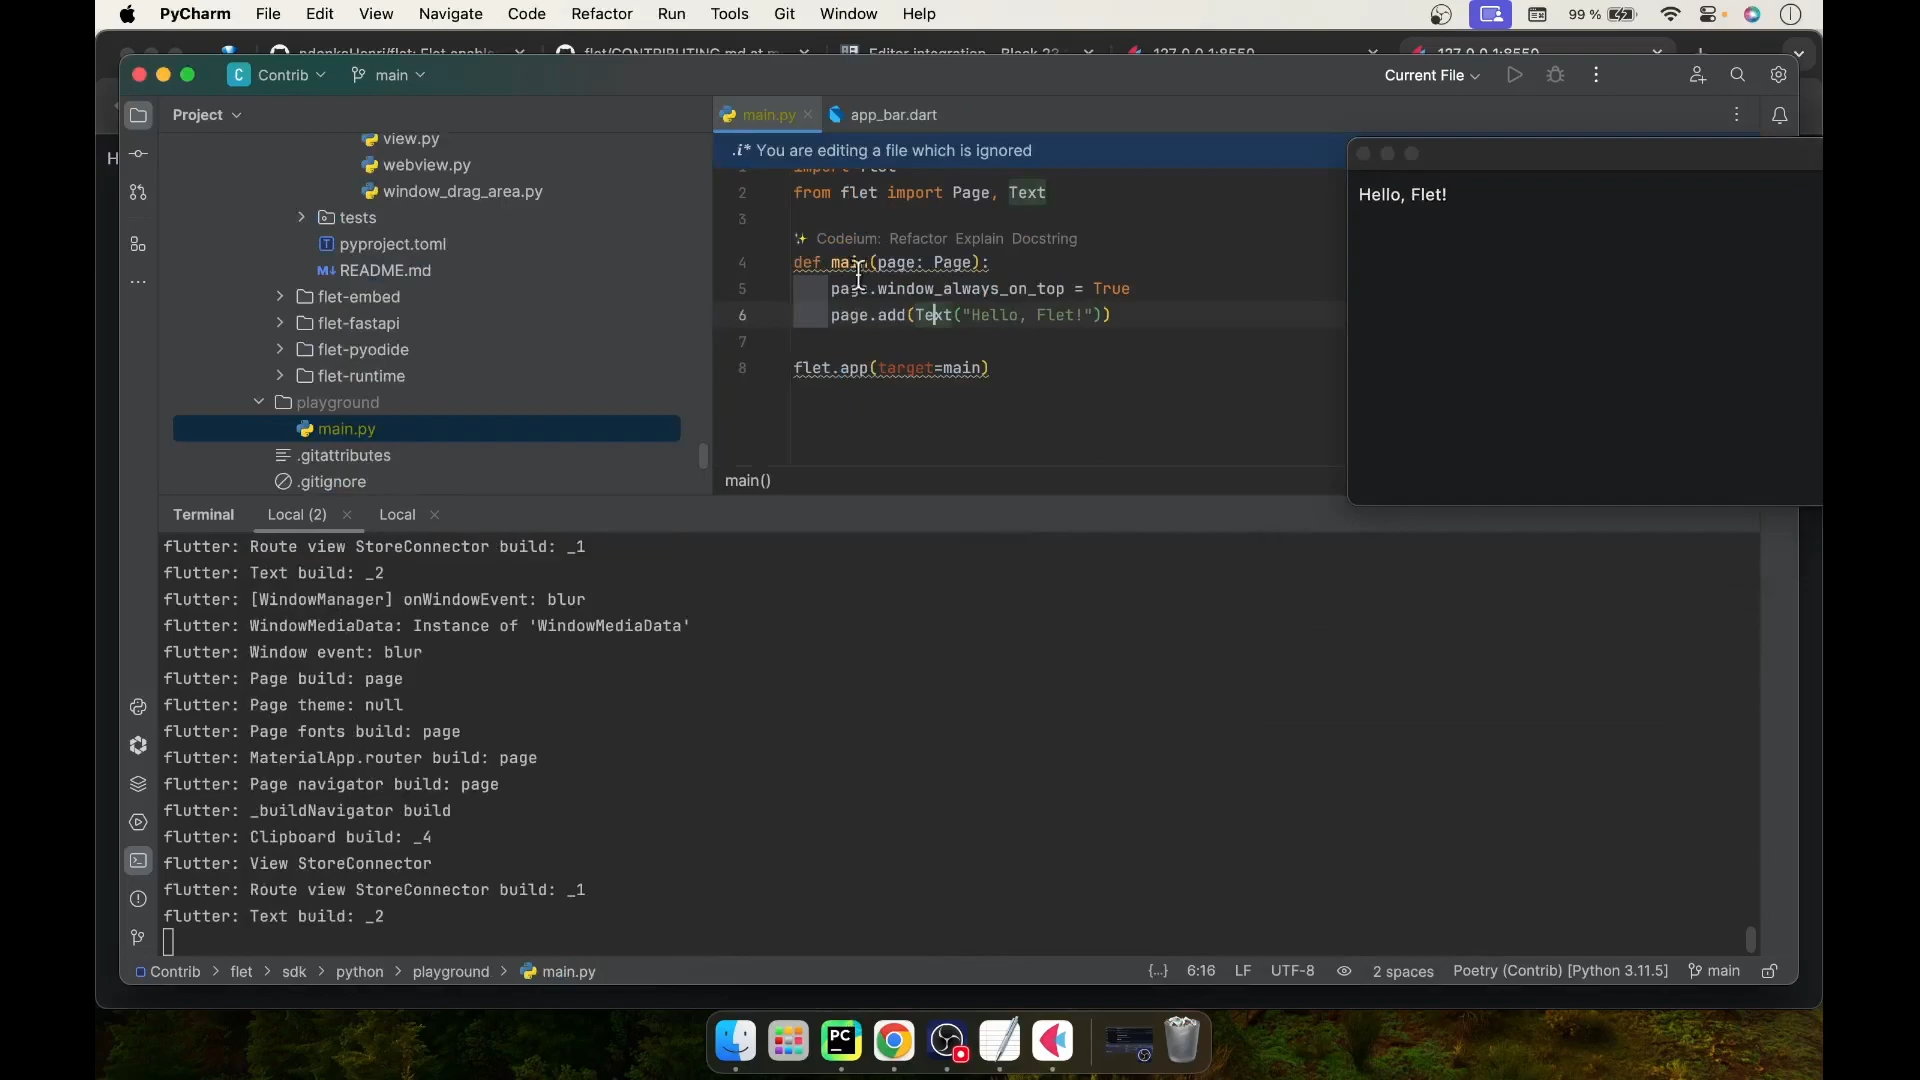 PyCharm File Edit View Navigate Code Refactor Run Tools Git Window Help 99 %
Contrib main Current File
Project
view.py
webview.py
window_drag_area.py
tests
pyproject.toml
README.md
flet-embed
flet-fastapi
flet-pyodide
flet-runtime
playground
main.py
.gitattributes
.gitignore
main.py app_bar.dart
.i* You are editing a file which is ignored
2 from flet import Page, Text
3
Codeium: Refactor Explain Docstring
4 def main(page: Page):
5 page.window_always_on_top = True
6 page.add(Text("Hello, Flet!"))
7
8 flet.app(target=main)
main()
Hello, Flet!
Terminal Local (2) Local
flutter: Route view StoreConnector build: _1
flutter: Text build: _2
flutter: [WindowManager] onWindowEvent: blur
flutter: WindowMediaData: Instance of 'WindowMediaData'
flutter: Window event: blur
flutter: Page build: page
flutter: Page theme: null
flutter: Page fonts build: page
flutter: MaterialApp.router build: page
flutter: Page navigator build: page
flutter: _buildNavigator build
flutter: Clipboard build: _4
flutter: View StoreConnector
flutter: Route view StoreConnector build: _1
flutter: Text build: _2
Contrib > flet > sdk > python > playground > main.py {...} 6:16 LF UTF-8 2 spaces Poetry (Contrib) [Python 3.11.5] main
PC